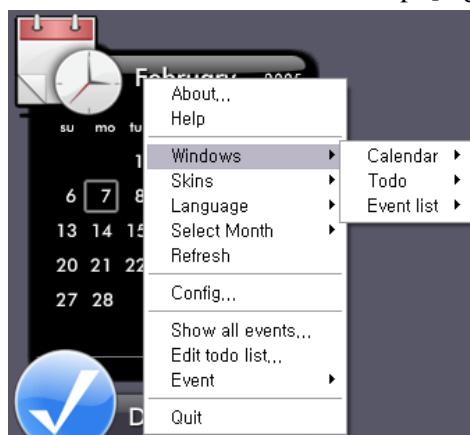 February 2005
su mo tu
1
6 7 8
13 14 15
20 21 22
27 28
D
About...
Help
Windows
Skins
Language
Select Month
Refresh
Config...
Show all events...
Edit todo list...
Event
Quit
Calendar
Todo
Event list